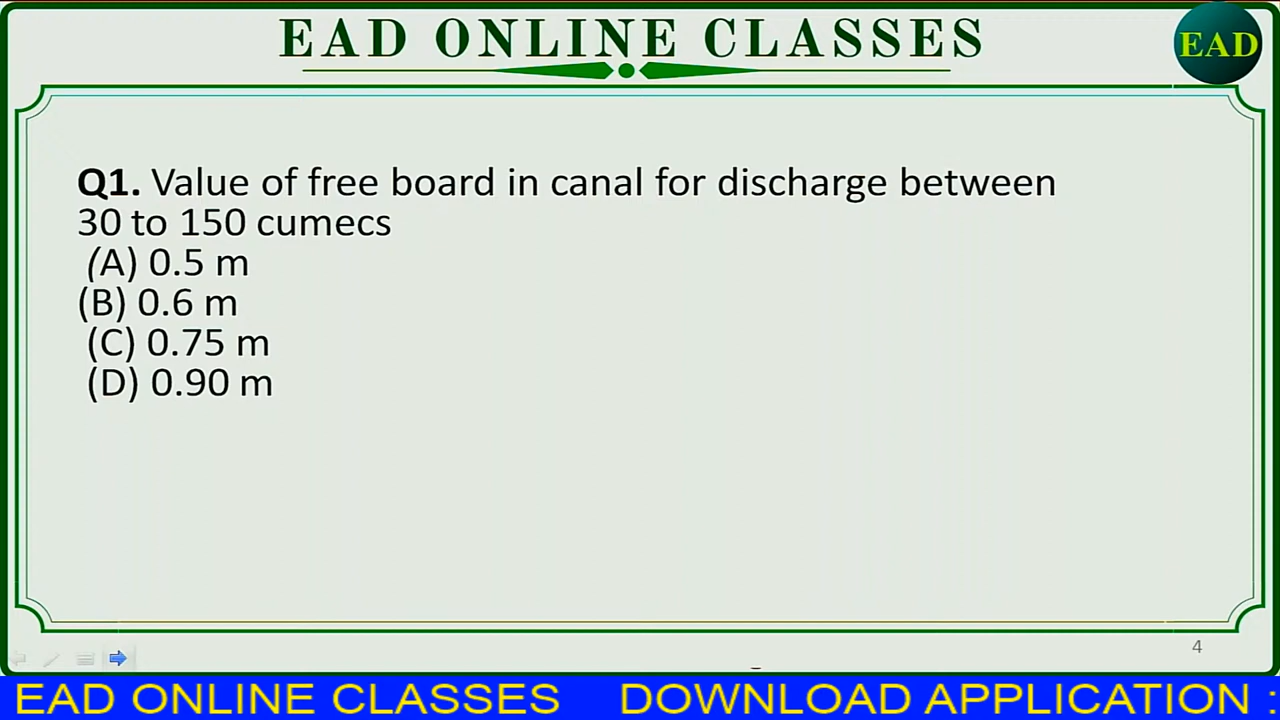 EAD ONLINE CLASSES
EAD
Q1. Value of free board in canal for discharge between
30 to 150 cumecs
(A) 0.5 m
(B) 0.6 m
(C) 0.75 m
(D) 0.90 m
4
EAD ONLINE CLASSES DOWNLOAD APPLICATION :